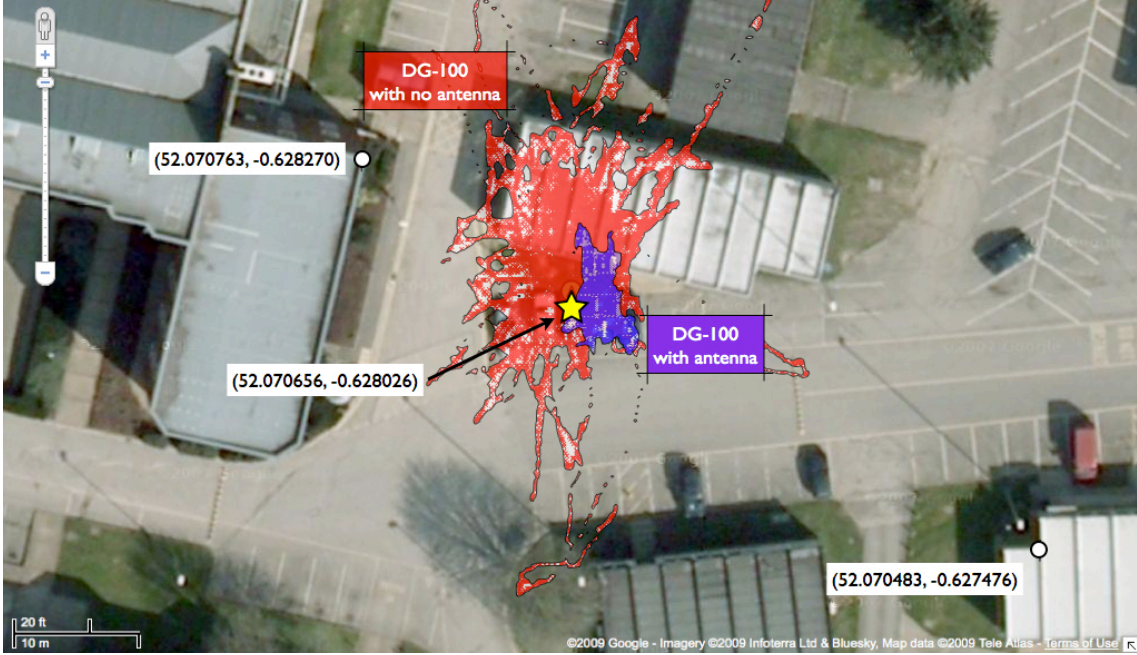 DG-100
with no antenna
(52.070763, -0.628270)
DG-100
with antenna
(52.070656, -0.628026)
(52.070483, -0.627476)
20 ft
10 m
©2009 Google - Imagery ©2009 Infoterra Ltd & Bluesky, Map data ©2009 Tele Atlas - Terms of Use